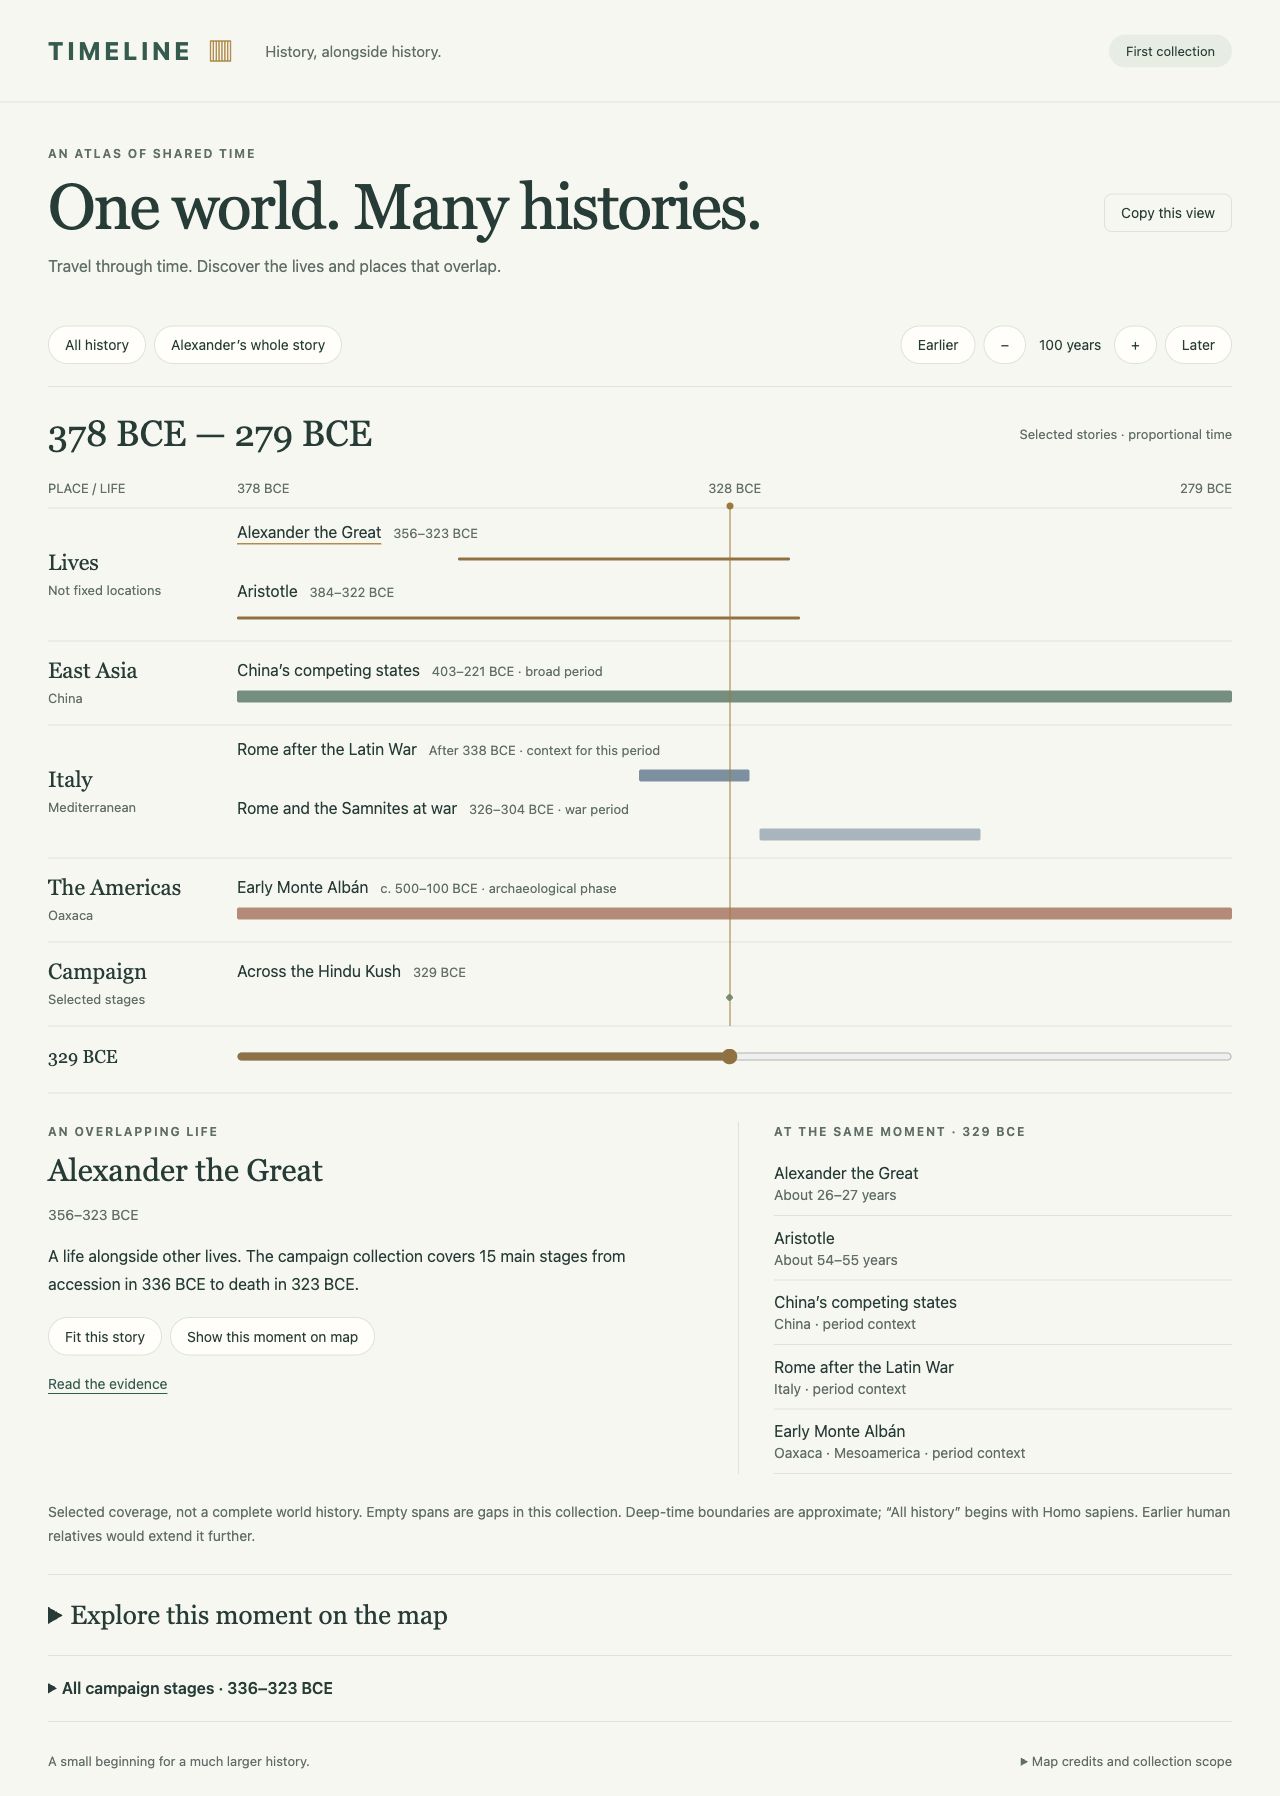 TIMELINE
History, alongside history.
First collection
AN ATLAS OF SHARED TIME
One world. Many histories.
Copy this view
Travel through time. Discover the lives and places that overlap.
All history
Alexander’s whole story
Earlier
−
100 years
+
Later
378 BCE — 279 BCE
Selected stories · proportional time
PLACE / LIFE
378 BCE
328 BCE
279 BCE
Lives
Not fixed locations
Alexander the Great 356–323 BCE
Aristotle 384–322 BCE
East Asia
China
China’s competing states 403–221 BCE · broad period
Italy
Mediterranean
Rome after the Latin War After 338 BCE · context for this period
Rome and the Samnites at war 326–304 BCE · war period
The Americas
Oaxaca
Early Monte Albán c. 500–100 BCE · archaeological phase
Campaign
Selected stages
Across the Hindu Kush 329 BCE
329 BCE
AN OVERLAPPING LIFE
Alexander the Great
356–323 BCE
A life alongside other lives. The campaign collection covers 15 main stages from
accession in 336 BCE to death in 323 BCE.
Fit this story
Show this moment on map
Read the evidence
AT THE SAME MOMENT · 329 BCE
Alexander the Great
About 26–27 years
Aristotle
About 54–55 years
China’s competing states
China · period context
Rome after the Latin War
Italy · period context
Early Monte Albán
Oaxaca · Mesoamerica · period context
Selected coverage, not a complete world history. Empty spans are gaps in this collection. Deep-time boundaries are approximate; “All history” begins with Homo sapiens. Earlier human
relatives would extend it further.
Explore this moment on the map
All campaign stages · 336–323 BCE
A small beginning for a much larger history.
Map credits and collection scope